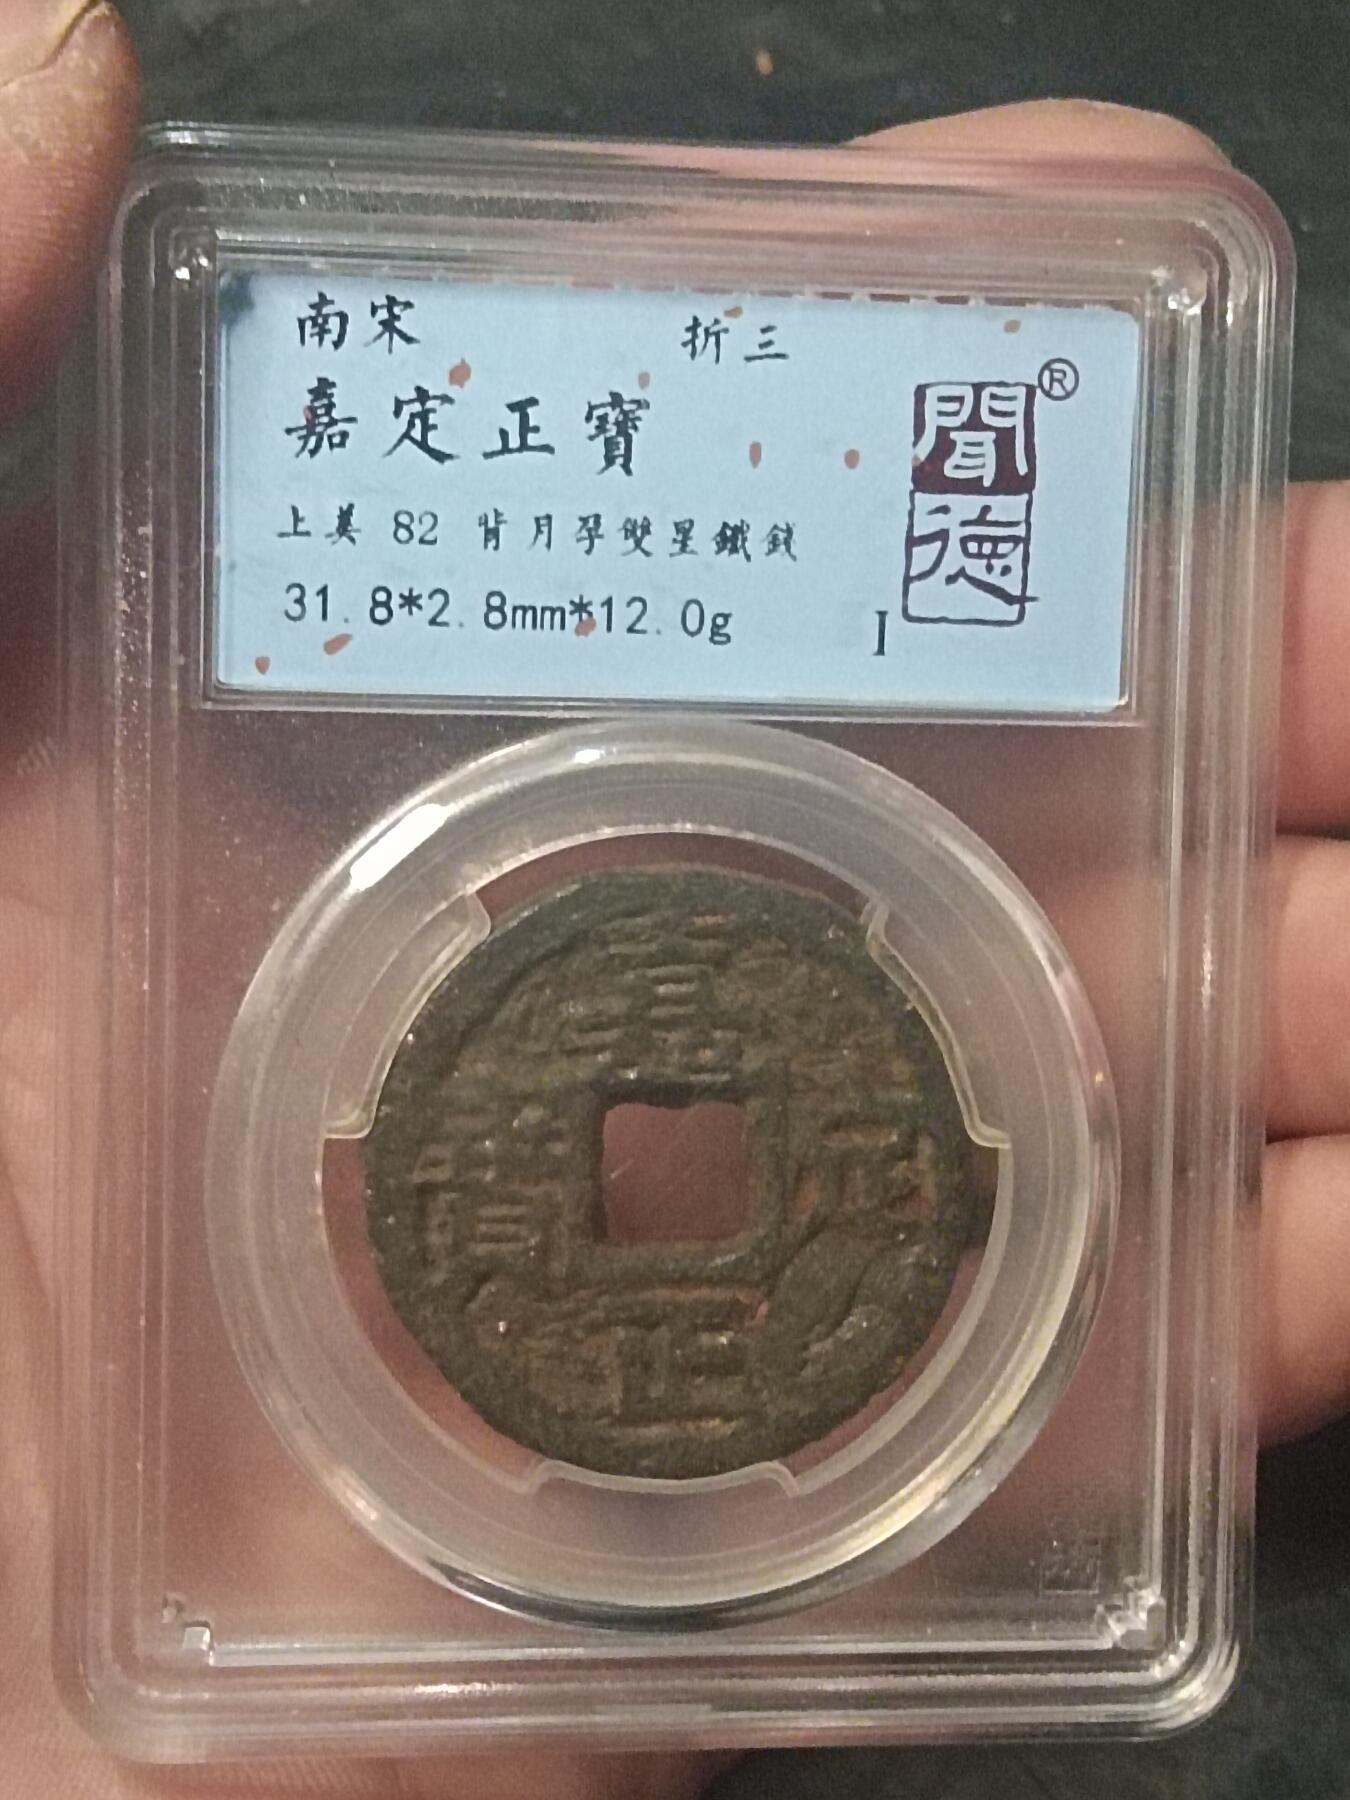 南宋 折三
嘉定正寶
上美 82 背月孕雙星鐵錢
31.8*2.8mm*12.0g I
®
聞德
嘉定正寶